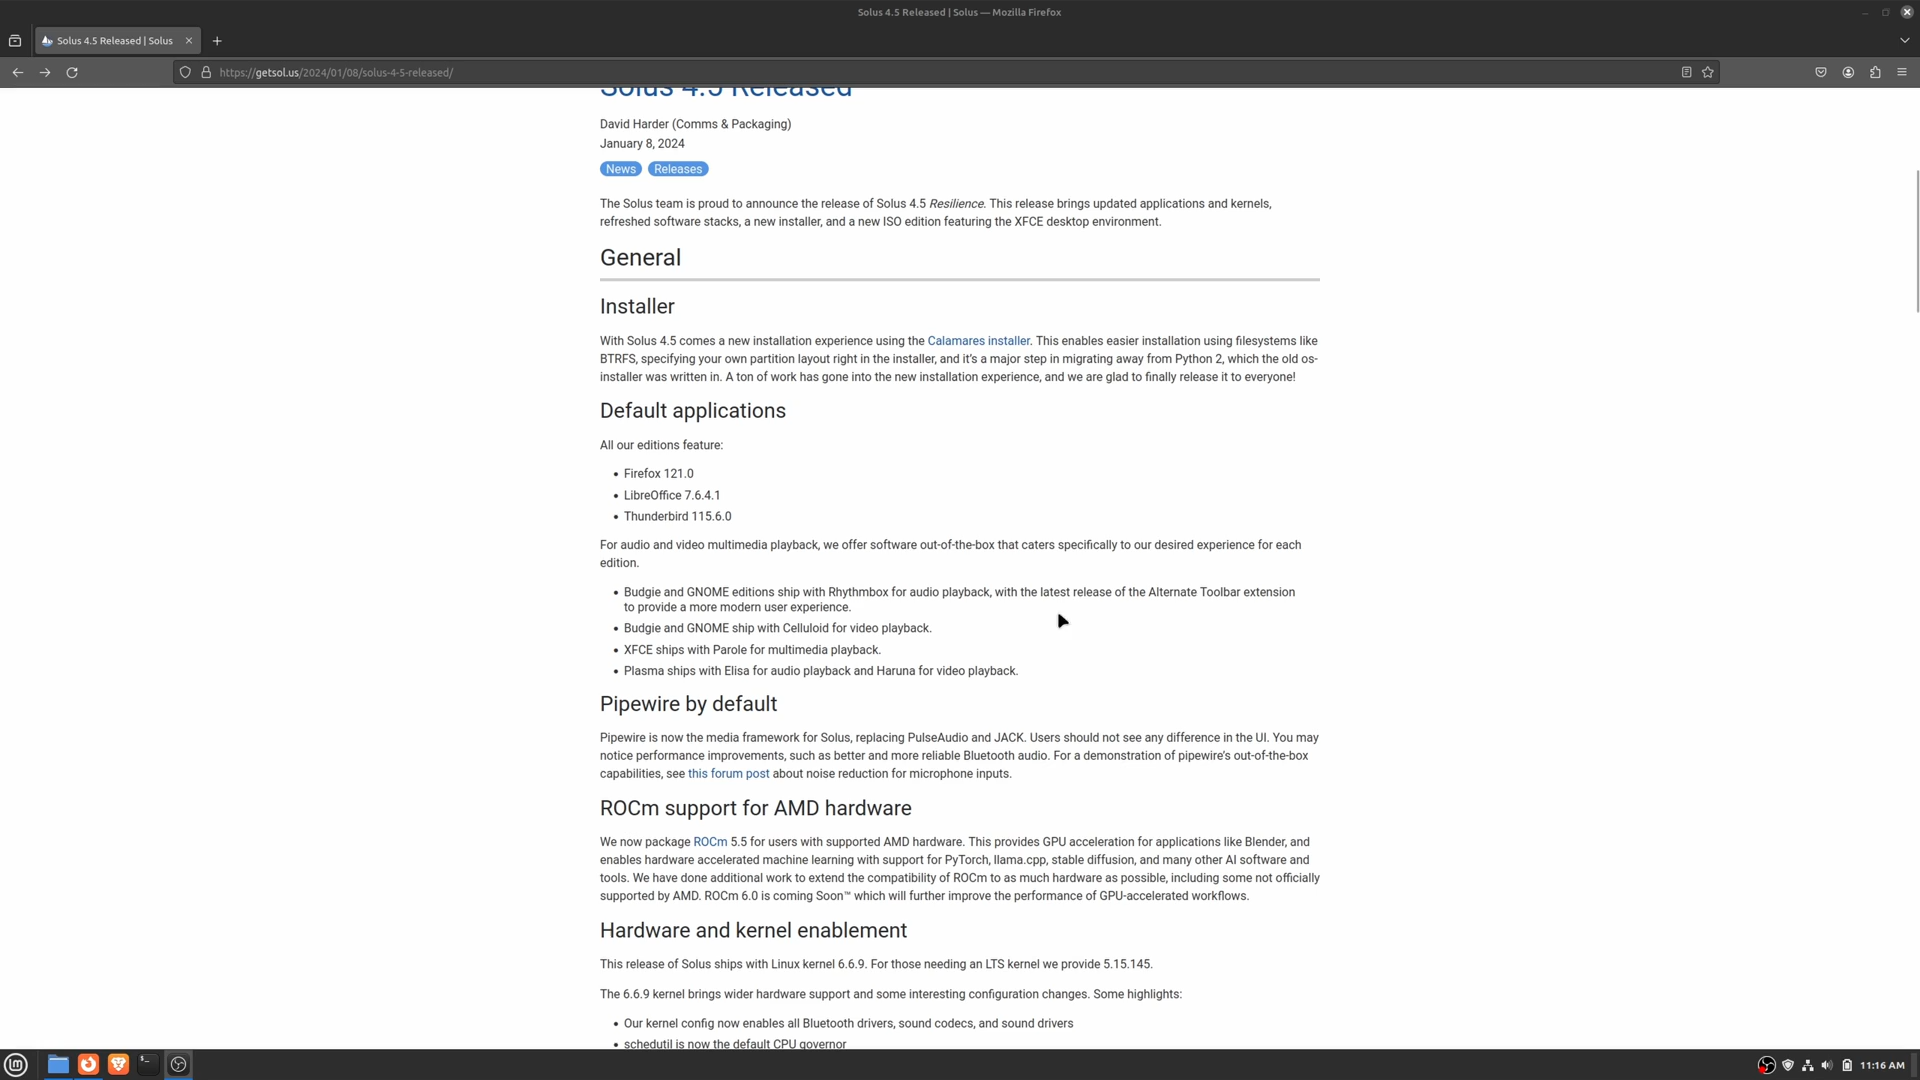 Solus 4.5 Released | Solus — Mozilla Firefox
Solus 4.5 Released | Solus
https://getsol.us/2024/01/08/solus-4-5-released/
Solus 4.5 Released
David Harder (Comms & Packaging)
January 8, 2024
News Releases
The Solus team is proud to announce the release of Solus 4.5 Resilience. This release brings updated applications and kernels,
refreshed software stacks, a new installer, and a new ISO edition featuring the XFCE desktop environment.
General
Installer
With Solus 4.5 comes a new installation experience using the Calamares installer. This enables easier installation using filesystems like
BTRFS, specifying your own partition layout right in the installer, and it's a major step in migrating away from Python 2, which the old os-
installer was written in. A ton of work has gone into the new installation experience, and we are glad to finally release it to everyone!
Default applications
All our editions feature:
• Firefox 121.0
• LibreOffice 7.6.4.1
• Thunderbird 115.6.0
For audio and video multimedia playback, we offer software out-of-the-box that caters specifically to our desired experience for each
edition.
• Budgie and GNOME editions ship with Rhythmbox for audio playback, with the latest release of the Alternate Toolbar extension
to provide a more modern user experience.
• Budgie and GNOME ship with Celluloid for video playback.
• XFCE ships with Parole for multimedia playback.
• Plasma ships with Elisa for audio playback and Haruna for video playback.
Pipewire by default
Pipewire is now the media framework for Solus, replacing PulseAudio and JACK. Users should not see any difference in the UI. You may
notice performance improvements, such as better and more reliable Bluetooth audio. For a demonstration of pipewire's out-of-the-box
capabilities, see this forum post about noise reduction for microphone inputs.
ROCm support for AMD hardware
We now package ROCm 5.5 for users with supported AMD hardware. This provides GPU acceleration for applications like Blender, and
enables hardware accelerated machine learning with support for PyTorch, llama.cpp, stable diffusion, and many other AI software and
tools. We have done additional work to extend the compatibility of ROCm to as much hardware as possible, including some not officially
supported by AMD. ROCm 6.0 is coming Soon™ which will further improve the performance of GPU-accelerated workflows.
Hardware and kernel enablement
This release of Solus ships with Linux kernel 6.6.9. For those needing an LTS kernel we provide 5.15.145.
The 6.6.9 kernel brings wider hardware support and some interesting configuration changes. Some highlights:
• Our kernel config now enables all Bluetooth drivers, sound codecs, and sound drivers
• schedutil is now the default CPU governor
11:16 AM